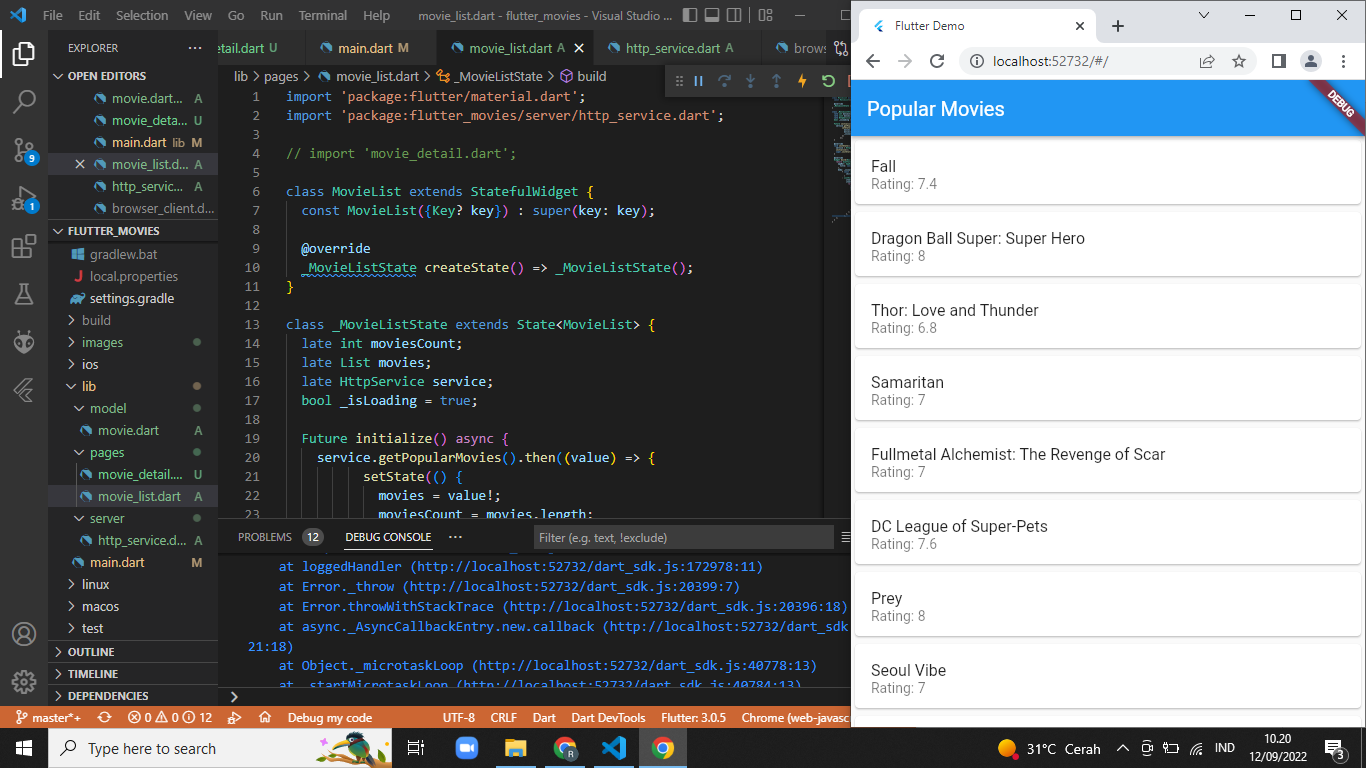 File Edit Selection View Go Run Terminal Help movie_list.dart - flutter_movies - Visual Studio ...
EXPLORER
OPEN EDITORS
movie.dart... A
movie_deta... U
main.dart lib M
movie_list.d... A
http_servic... A
browser_client.d...
FLUTTER_MOVIES
gradlew.bat
local.properties
settings.gradle
build
images
ios
lib
model
movie.dart A
pages
movie_detail.... U
movie_list.dart A
server
http_service.d... A
main.dart M
linux
macos
test
OUTLINE
TIMELINE
DEPENDENCIES
9
1
etail.dart U main.dart M movie_list.dart A http_service.dart A brows
lib > pages > movie_list.dart > _MovieListState > build
1 import 'package:flutter/material.dart';
2 import 'package:flutter_movies/server/http_service.dart';
3
4 // import 'movie_detail.dart';
5
6 class MovieList extends StatefulWidget {
7 const MovieList({Key? key}) : super(key: key);
8
9 @override
10 _MovieListState createState() => _MovieListState();
11 }
12
13 class _MovieListState extends State<MovieList> {
14 late int moviesCount;
15 late List movies;
16 late HttpService service;
17 bool _isLoading = true;
18
19 Future initialize() async {
20 service.getPopularMovies().then((value) => {
21 setState(() {
22 movies = value!;
23 moviesCount = movies.length;
PROBLEMS 12 DEBUG CONSOLE ... Filter (e.g. text, !exclude)
at loggedHandler (http://localhost:52732/dart_sdk.js:172978:11)
at Error._throw (http://localhost:52732/dart_sdk.js:20399:7)
at Error.throwWithStackTrace (http://localhost:52732/dart_sdk.js:20396:18)
at async._AsyncCallbackEntry.new.callback (http://localhost:52732/dart_sdk
21:18)
at Object._microtaskLoop (http://localhost:52732/dart_sdk.js:40778:13)
at _startMicrotaskLoop (http://localhost:52732/dart_sdk.js:40784:13)
master*+ 0 0 12 Debug my code UTF-8 CRLF Dart Dart DevTools Flutter: 3.0.5 Chrome (web-javasc
Flutter Demo
localhost:52732/#/
Popular Movies
DEBUG
Fall
Rating: 7.4
Dragon Ball Super: Super Hero
Rating: 8
Thor: Love and Thunder
Rating: 6.8
Samaritan
Rating: 7
Fullmetal Alchemist: The Revenge of Scar
Rating: 7
DC League of Super-Pets
Rating: 7.6
Prey
Rating: 8
Seoul Vibe
Rating: 7
Type here to search
31°C Cerah IND 10.20
12/09/2022
3